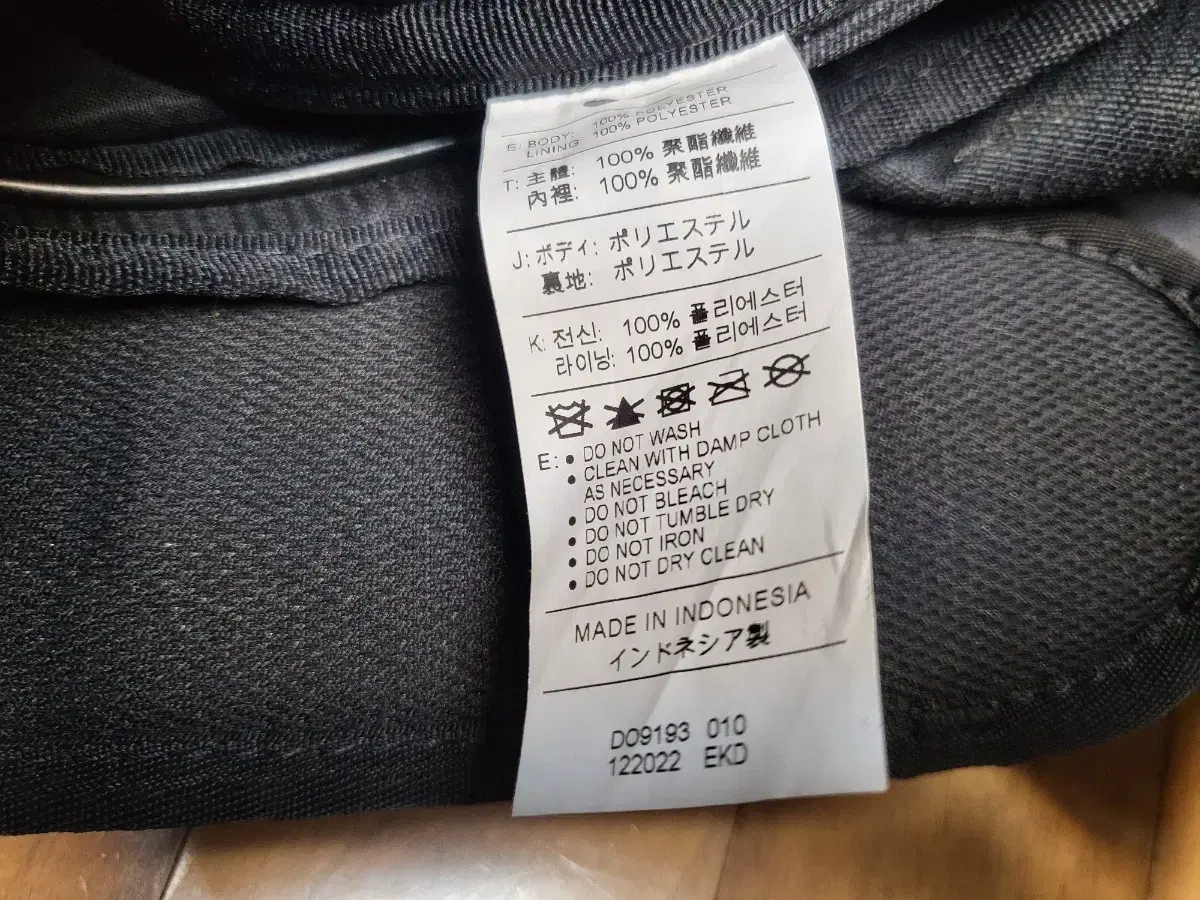 E: BODY: 100% POLYESTER
LINING: 100% POLYESTER
T: 主體: 100% 聚酯纖維
內裡: 100% 聚酯纖維
J: ボディ: ポリエステル
裏地: ポリエステル
K: 전신: 100% 폴리에스터
라이닝: 100% 폴리에스터
E: • DO NOT WASH
• CLEAN WITH DAMP CLOTH
AS NECESSARY
• DO NOT BLEACH
• DO NOT TUMBLE DRY
• DO NOT IRON
• DO NOT DRY CLEAN
MADE IN INDONESIA
インドネシア製
DO9193 010
122022 EKD